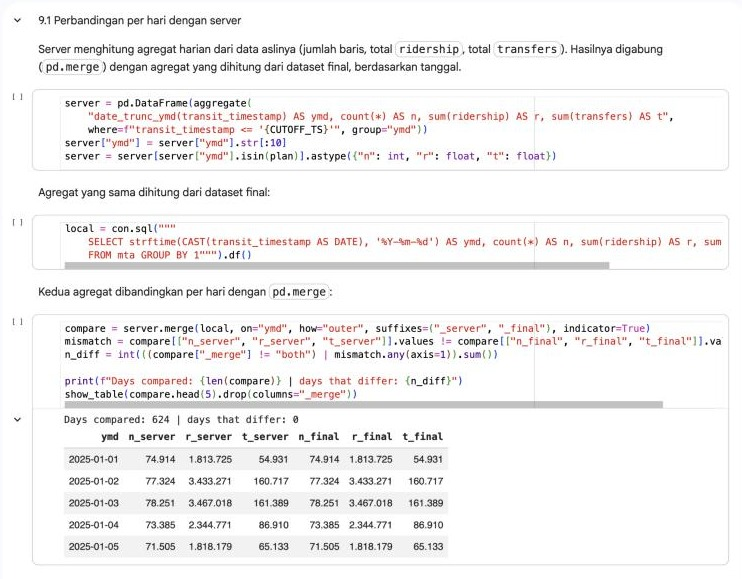 9.1 Perbandingan per hari dengan server
Server menghitung agregat harian dari data aslinya (jumlah baris, total ridership, total transfers). Hasilnya digabung
(pd.merge) dengan agregat yang dihitung dari dataset final, berdasarkan tanggal.
[ ]
server = pd.DataFrame(aggregate(
    "date_trunc_ymd(transit_timestamp) AS ymd, count(*) AS n, sum(ridership) AS r, sum(transfers) AS t",
    where=f"transit_timestamp <= '{CUTOFF_TS}'", group="ymd"))
server["ymd"] = server["ymd"].str[:10]
server = server[server["ymd"].isin(plan)].astype({"n": int, "r": float, "t": float})
Agregat yang sama dihitung dari dataset final:
[ ]
local = con.sql("""
    SELECT strftime(CAST(transit_timestamp AS DATE), '%Y-%m-%d') AS ymd, count(*) AS n, sum(ridership) AS r, sum
    FROM mta GROUP BY 1""").df()
Kedua agregat dibandingkan per hari dengan pd.merge:
[ ]
compare = server.merge(local, on="ymd", how="outer", suffixes=("_server", "_final"), indicator=True)
mismatch = compare[["n_server", "r_server", "t_server"]].values != compare[["n_final", "r_final", "t_final"]].va
n_diff = int(((compare["_merge"] != "both") | mismatch.any(axis=1)).sum())
print(f"Days compared: {len(compare)} | days that differ: {n_diff}")
show_table(compare.head(5).drop(columns="_merge"))
Days compared: 624 | days that differ: 0
ymd n_server r_server t_server n_final r_final t_final
2025-01-01 74.914 1.813.725 54.931 74.914 1.813.725 54.931
2025-01-02 77.324 3.433.271 160.717 77.324 3.433.271 160.717
2025-01-03 78.251 3.467.018 161.389 78.251 3.467.018 161.389
2025-01-04 73.385 2.344.771 86.910 73.385 2.344.771 86.910
2025-01-05 71.505 1.818.179 65.133 71.505 1.818.179 65.133